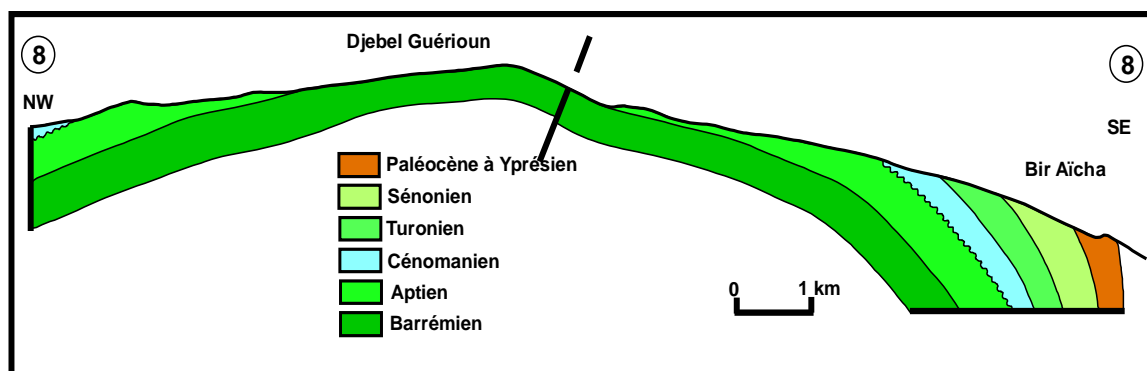 8
Djebel Guérioun
8
NW
SE
Bir Aïcha
Paléocène à Yprésien
Sénonien
Turonien
Cénomanien
Aptien
Barrémien
0 1 km